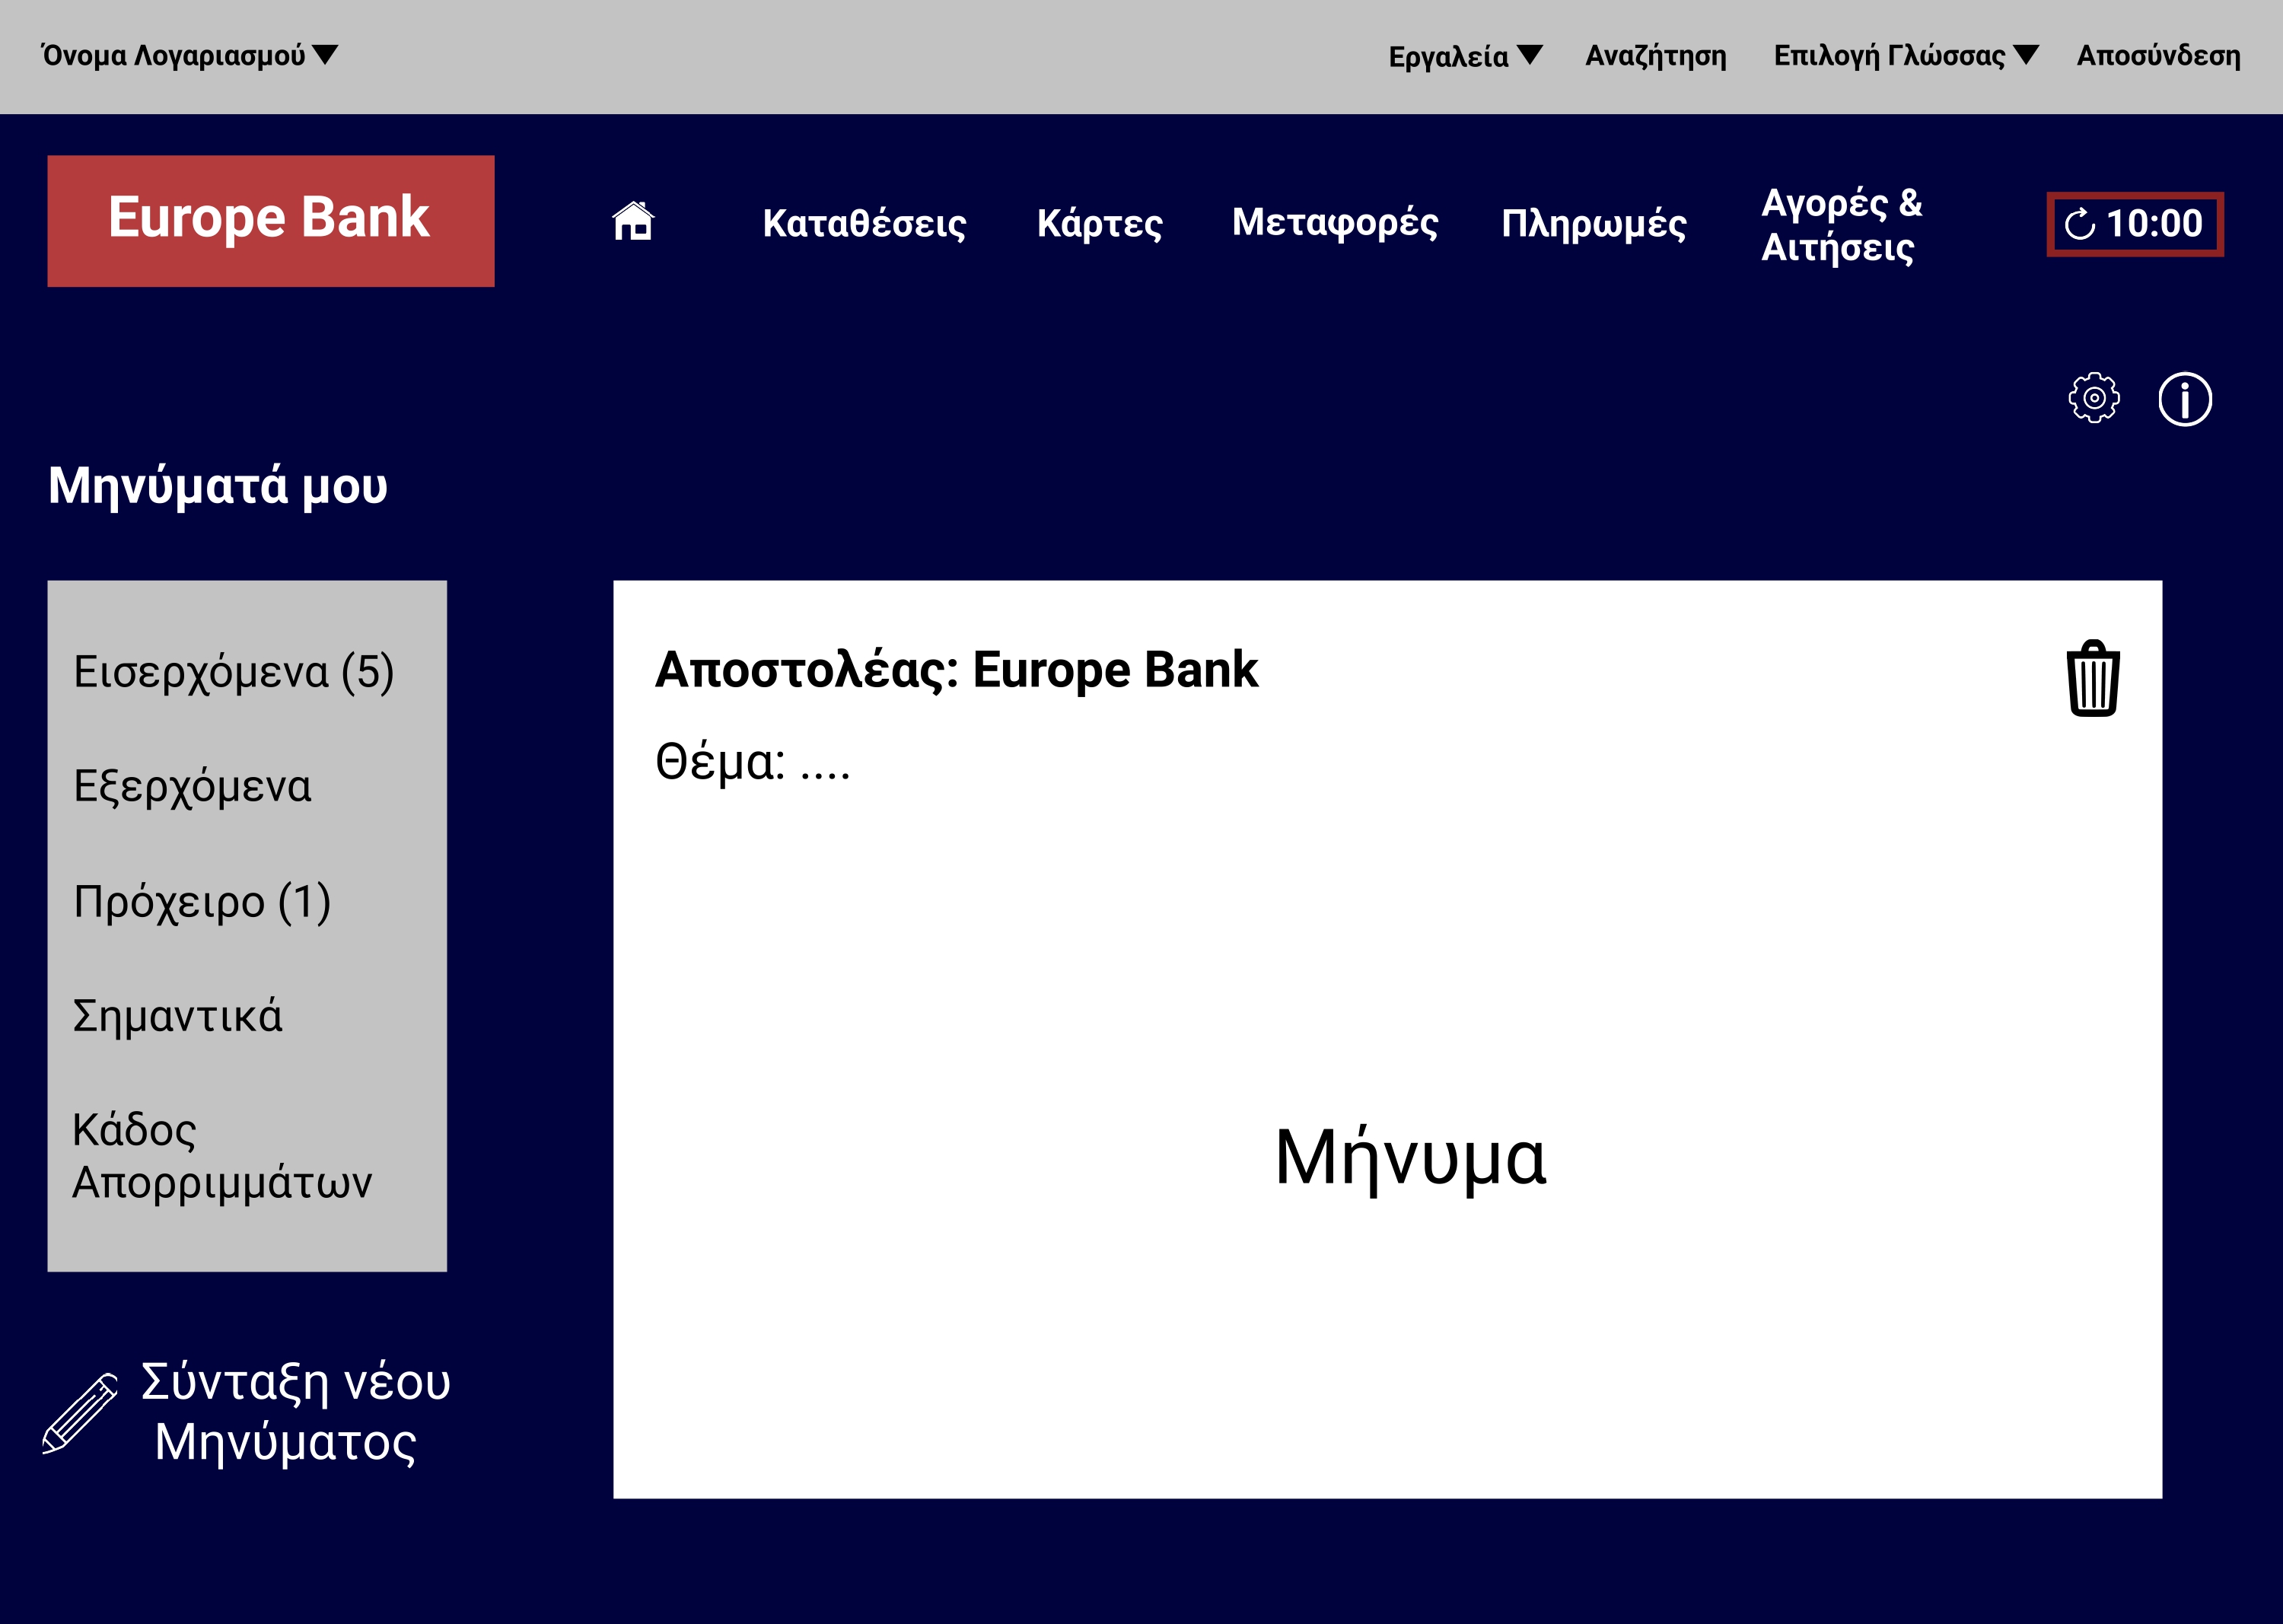 Όνομα Λογαριασμού
Εργαλεία
Αναζήτηση
Επιλογή Γλώσσας
Αποσύνδεση
Europe Bank
Καταθέσεις
Κάρτες
Μεταφορές
Πληρωμές
Αγορές &
Αιτήσεις
10:00
Μηνύματά μου
Εισερχόμενα (5)
Εξερχόμενα
Πρόχειρο (1)
Σημαντικά
Κάδος
Απορριμμάτων
Σύνταξη νέου
Μηνύματος
Αποστολέας: Europe Bank
Θέμα: ....
Μήνυμα